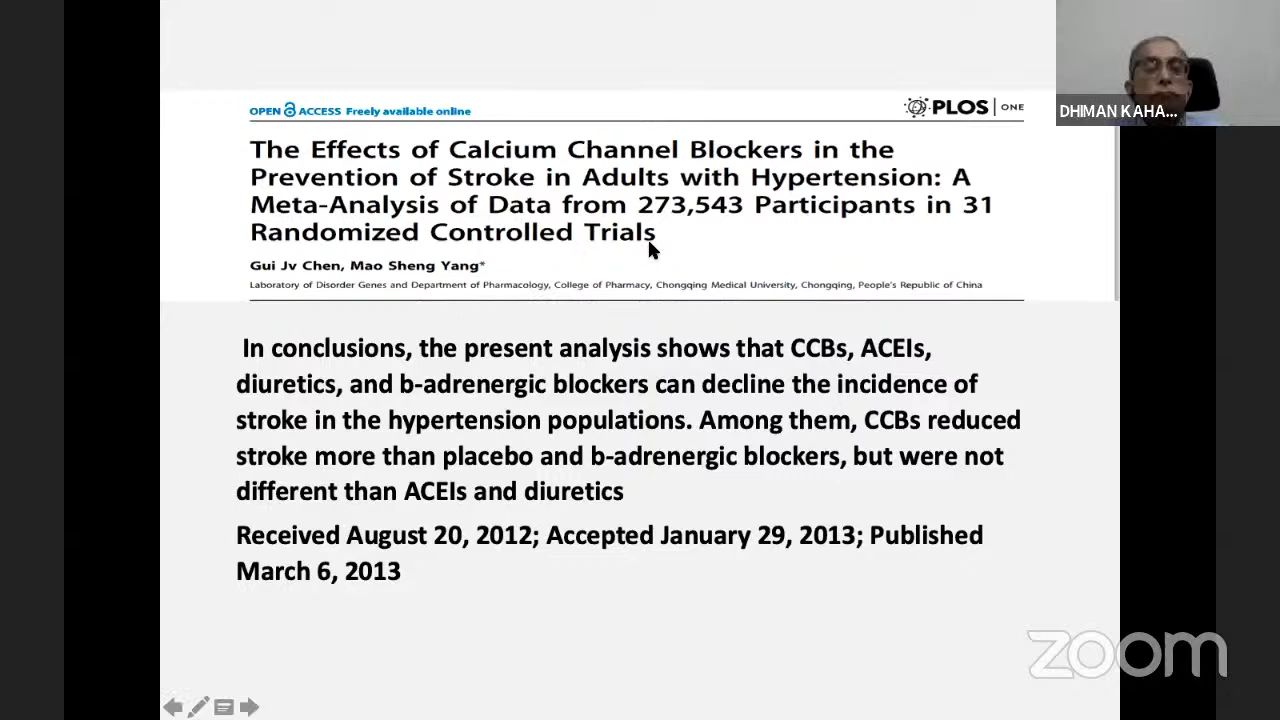 OPEN ACCESS Freely available online
PLOS ONE
The Effects of Calcium Channel Blockers in the
Prevention of Stroke in Adults with Hypertension: A
Meta-Analysis of Data from 273,543 Participants in 31
Randomized Controlled Trials
Gui Jv Chen, Mao Sheng Yang*
Laboratory of Disorder Genes and Department of Pharmacology, College of Pharmacy, Chongqing Medical University, Chongqing, People's Republic of China
In conclusions, the present analysis shows that CCBs, ACEIs,
diuretics, and b-adrenergic blockers can decline the incidence of
stroke in the hypertension populations. Among them, CCBs reduced
stroke more than placebo and b-adrenergic blockers, but were not
different than ACEIs and diuretics
Received August 20, 2012; Accepted January 29, 2013; Published
March 6, 2013
DHIMAN KAHA...
zoom